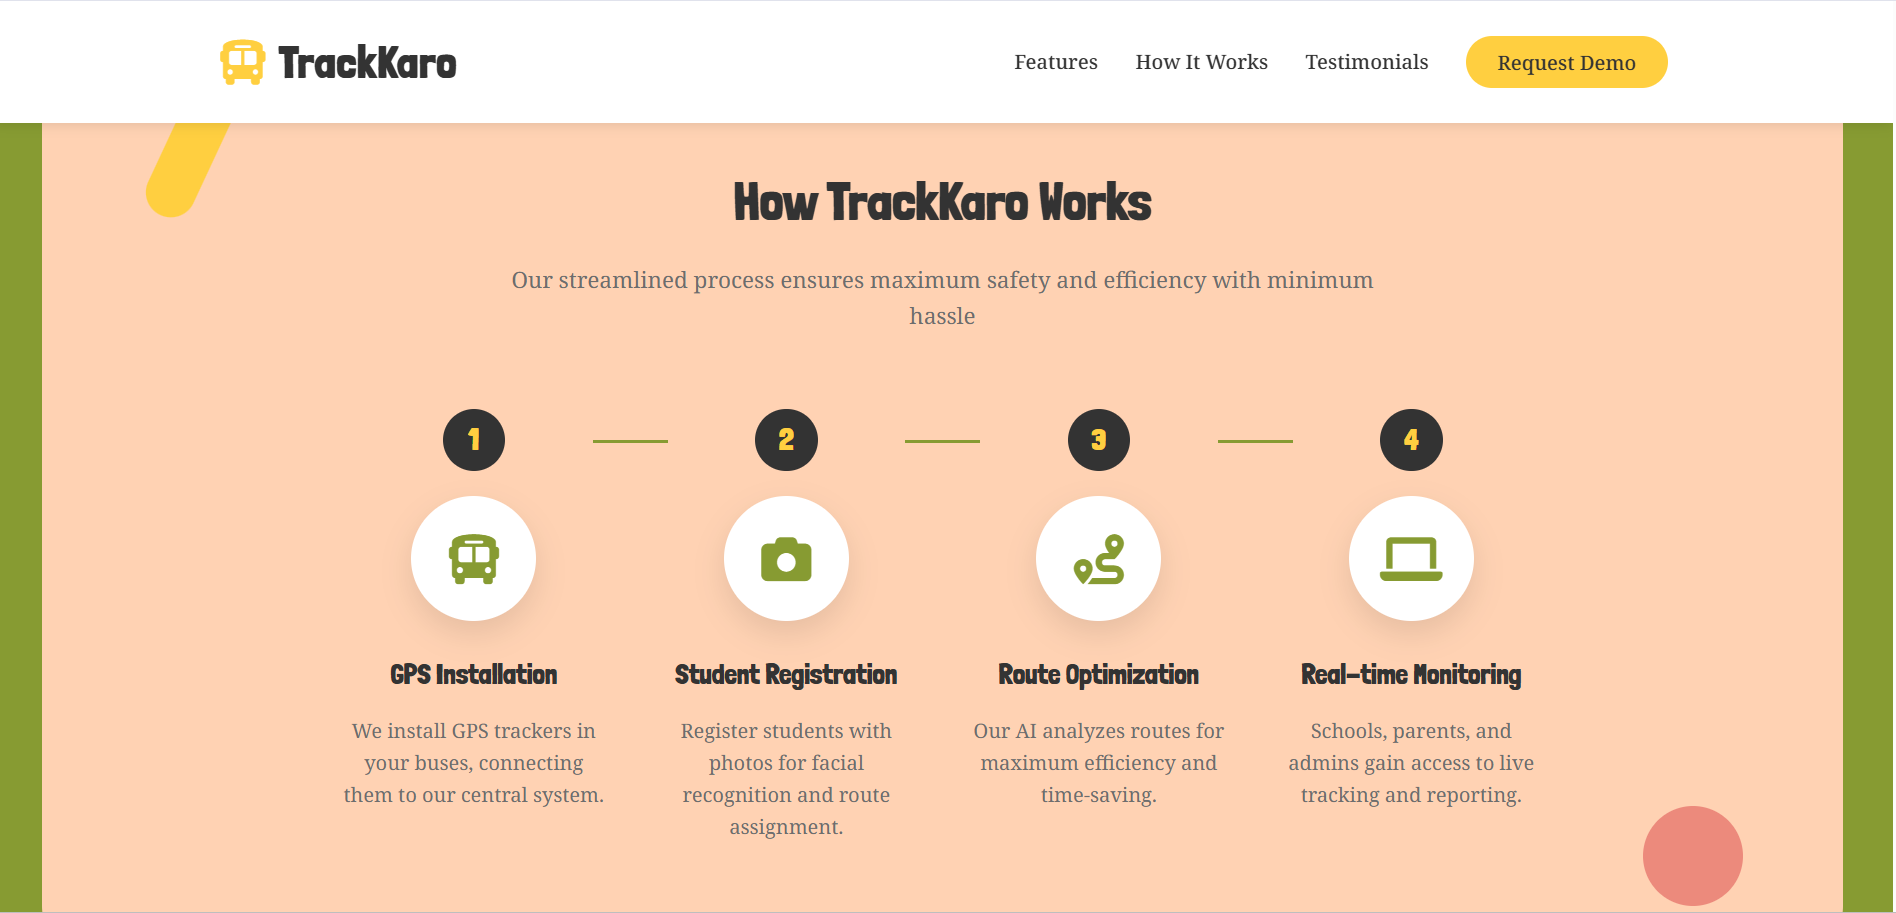 TrackKaro
Features
How It Works
Testimonials
Request Demo
How TrackKaro Works
Our streamlined process ensures maximum safety and efficiency with minimum
hassle
1
2
3
4
GPS Installation
We install GPS trackers in
your buses, connecting
them to our central system.
Student Registration
Register students with
photos for facial
recognition and route
assignment.
Route Optimization
Our AI analyzes routes for
maximum efficiency and
time-saving.
Real-time Monitoring
Schools, parents, and
admins gain access to live
tracking and reporting.